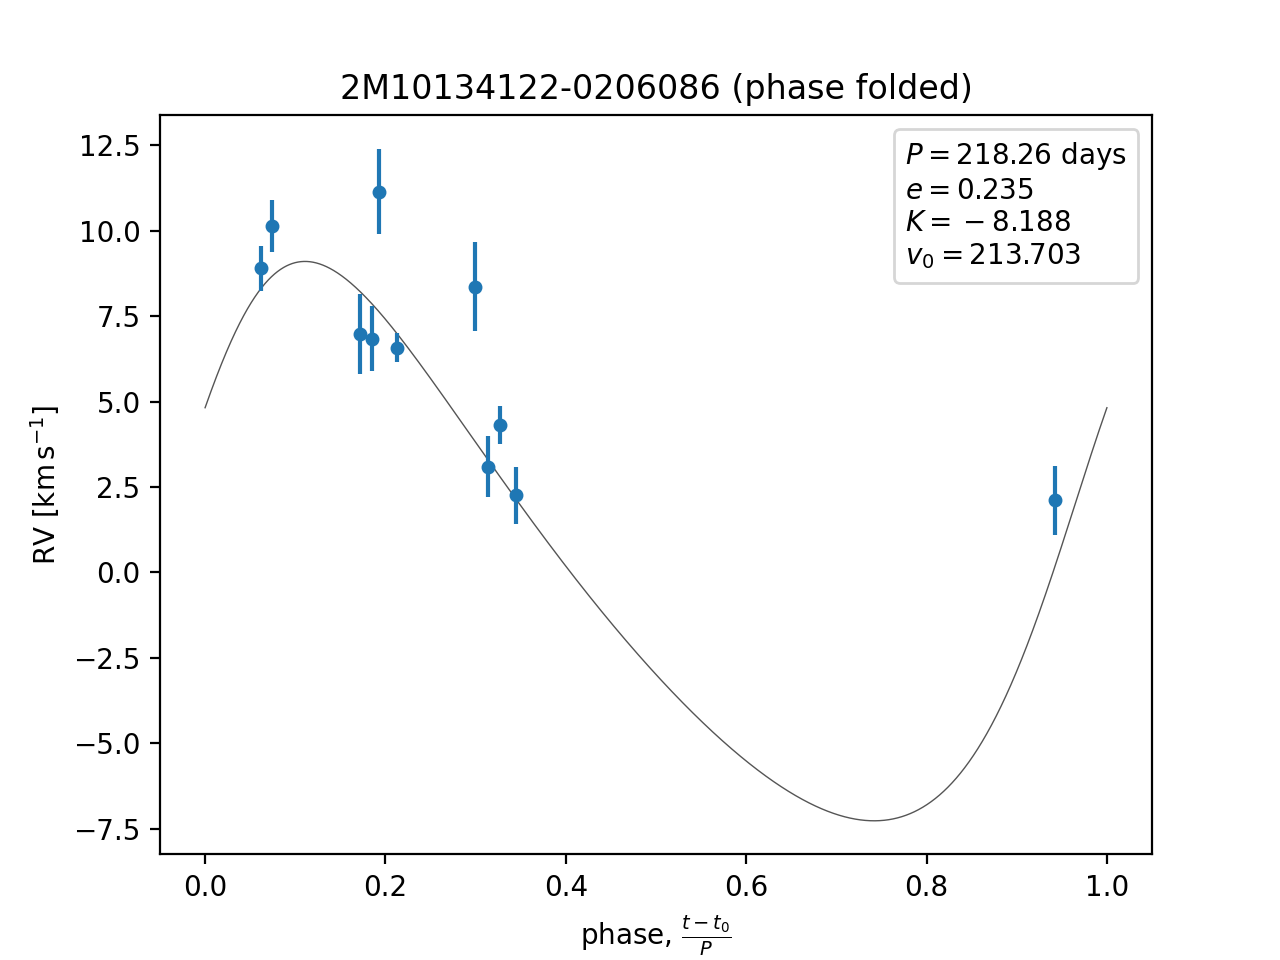 2M10134122-0206086 (phase folded)
P = 218.26 days
e = 0.235
K = −8.188
v₀ = 213.703
12.5
10.0
7.5
5.0
2.5
0.0
−2.5
−5.0
−7.5
RV [km s⁻¹]
0.0 0.2 0.4 0.6 0.8 1.0
phase, (t − t₀)/P